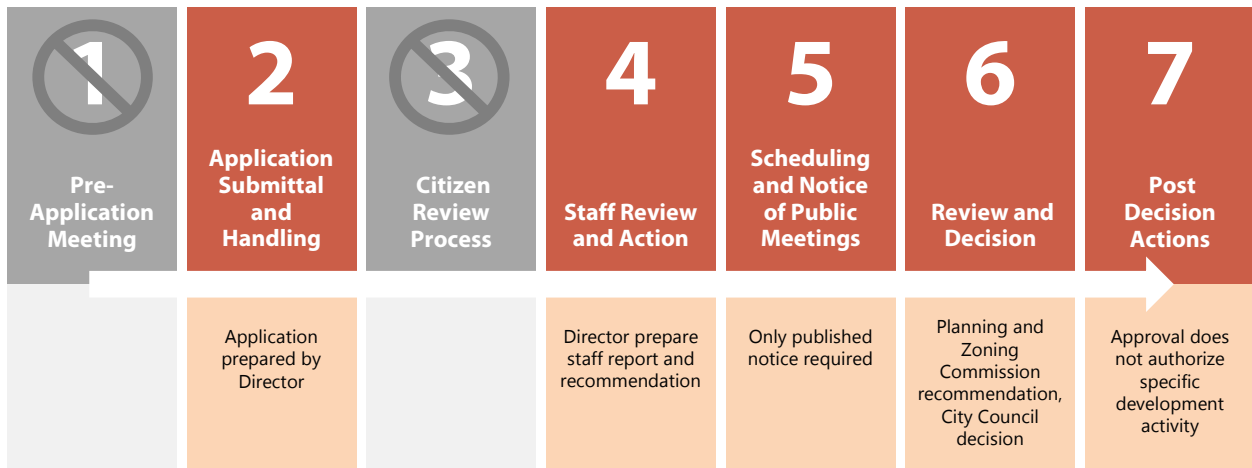 1
Pre-
Application
Meeting
2
Application
Submittal
and
Handling
Application
prepared by
Director
3
Citizen
Review
Process
4
Staff Review
and Action
Director prepare
staff report and
recommendation
5
Scheduling
and Notice
of Public
Meetings
Only published
notice required
6
Review and
Decision
Planning and
Zoning
Commission
recommendation,
City Council
decision
7
Post
Decision
Actions
Approval does
not authorize
specific
development
activity